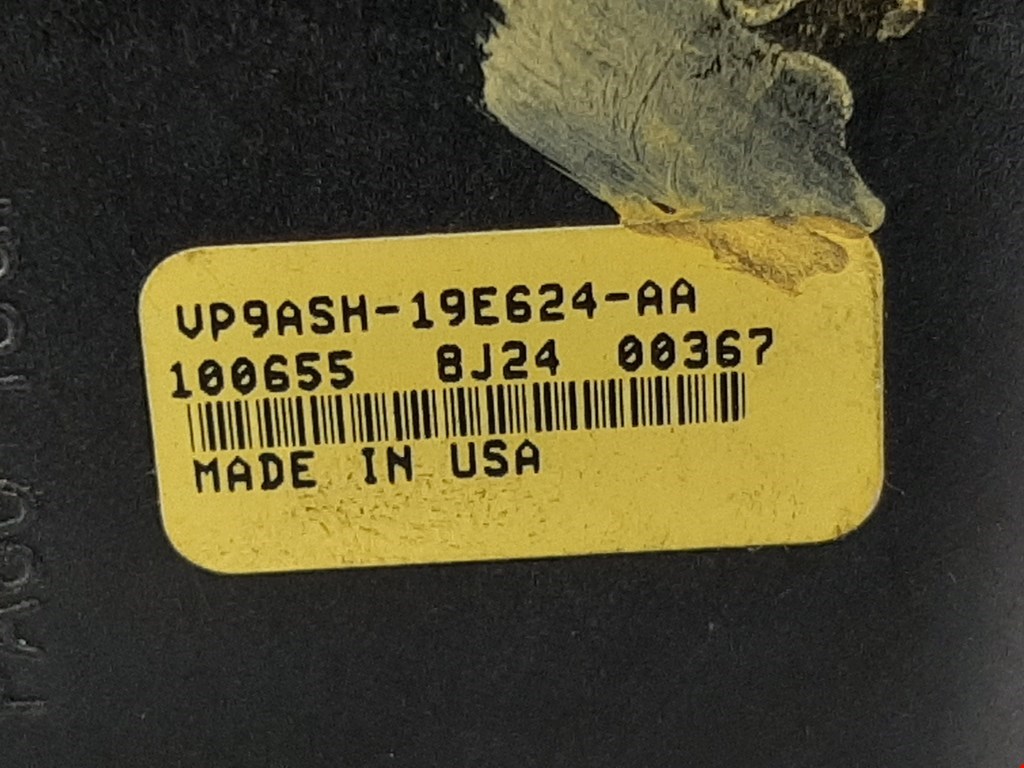 VP9ASH-19E624-AA
100655 8J24 00367
MADE IN USA